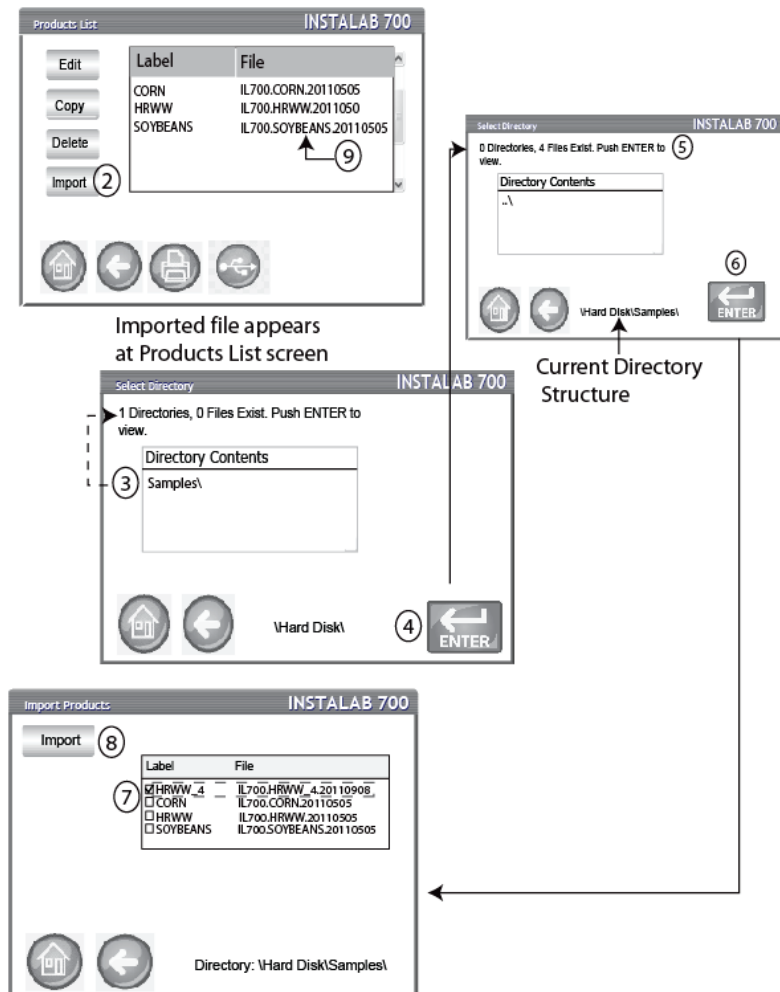 Products List INSTALAB 700
Edit
Copy
Delete
Import 2
Label File
CORN IL700.CORN.20110505
HRWW IL700.HRWW.2011050
SOYBEANS IL700.SOYBEANS.20110505
9
Imported file appears
at Products List screen
Select Directory INSTALAB 700
0 Directories, 4 Files Exist. Push ENTER to 5
view.
Directory Contents
..\
6
\Hard Disk\Samples\ ENTER
Current Directory
Structure
Select Directory INSTALAB 700
1 Directories, 0 Files Exist. Push ENTER to
view.
Directory Contents
3 Samples\
\Hard Disk\ 4 ENTER
Import Products INSTALAB 700
Import 8
Label File
7
HRWW_4 IL700.HRWW_4.20110908
CORN IL700.CORN.20110505
HRWW IL700.HRWW.20110505
SOYBEANS IL700.SOYBEANS.20110505
Directory: \Hard Disk\Samples\